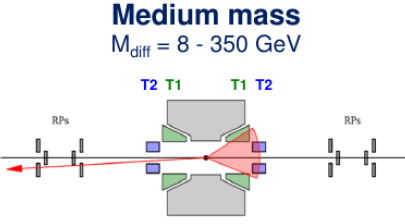 Medium mass
M_diff = 8 - 350 GeV
T2 T1 T1 T2
RPs RPs